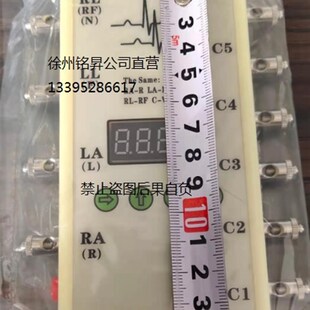 RL
(RF)
(N)
徐州铭昇公司直营
LL
13395286617
The Same:
RL-RF
C5
C4
LA
(L)
8.8.8
C3
禁止盗图后果自负
RA
(R)
C2
C1
3
5m
4
5
6
7
8
9
10
1
2
3